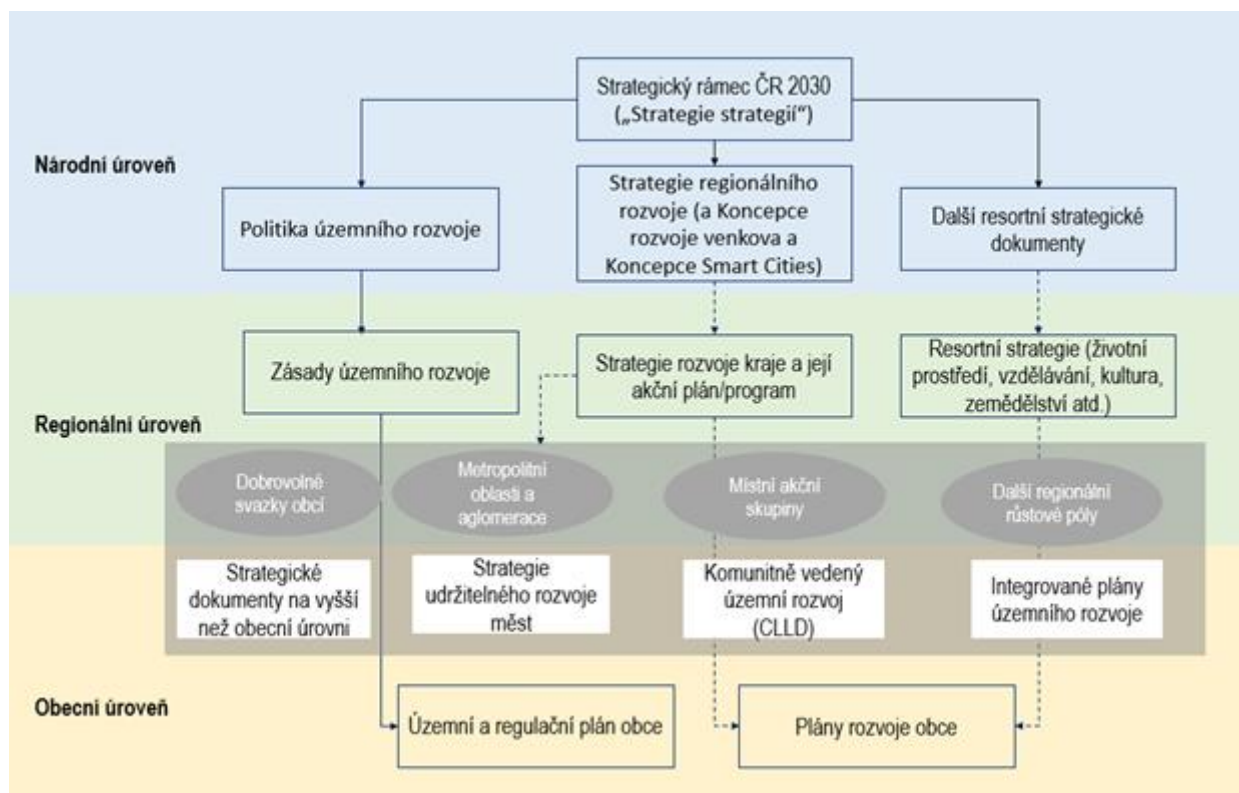 Strategický rámec ČR 2030
(„Strategie strategií“)
Národní úroveň
Politika územního rozvoje
Strategie regionálního
rozvoje (a Koncepce
rozvoje venkova a
Koncepce Smart Cities)
Další resortní strategické
dokumenty
Zásady územního rozvoje
Strategie rozvoje kraje a její
akční plán/program
Resortní strategie (životní
prostředí, vzdělávání, kultura,
zemědělství atd.)
Regionální úroveň
Dobrovolné
svazky obcí
Metropolitní
oblasti a
aglomerace
Místní akční
skupiny
Další regionální
růstové póly
Strategické
dokumenty na vyšší
než obecní úrovni
Strategie
udržitelného rozvoje
měst
Komunitně vedený
územní rozvoj
(CLLD)
Integrované plány
územního rozvoje
Obecní úroveň
Územní a regulační plán obce
Plány rozvoje obce